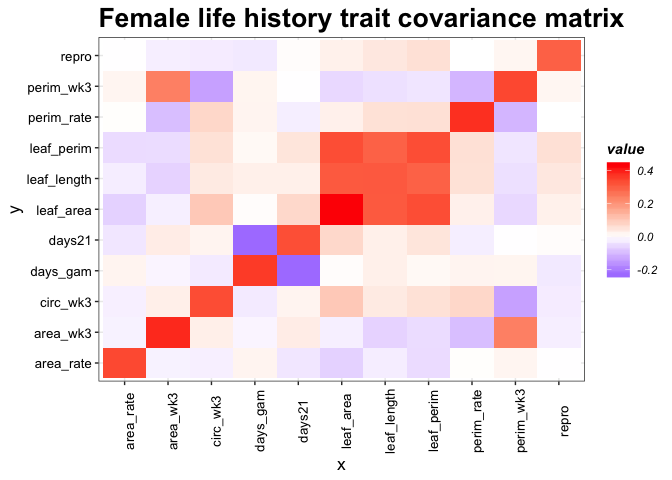 Female life history trait covariance matrix
repro
perim_wk3
perim_rate
leaf_perim
leaf_length
leaf_area
days21
days_gam
circ_wk3
area_wk3
area_rate
y
area_rate
area_wk3
circ_wk3
days_gam
days21
leaf_area
leaf_length
leaf_perim
perim_rate
perim_wk3
repro
x
value
0.4
0.2
0.0
-0.2